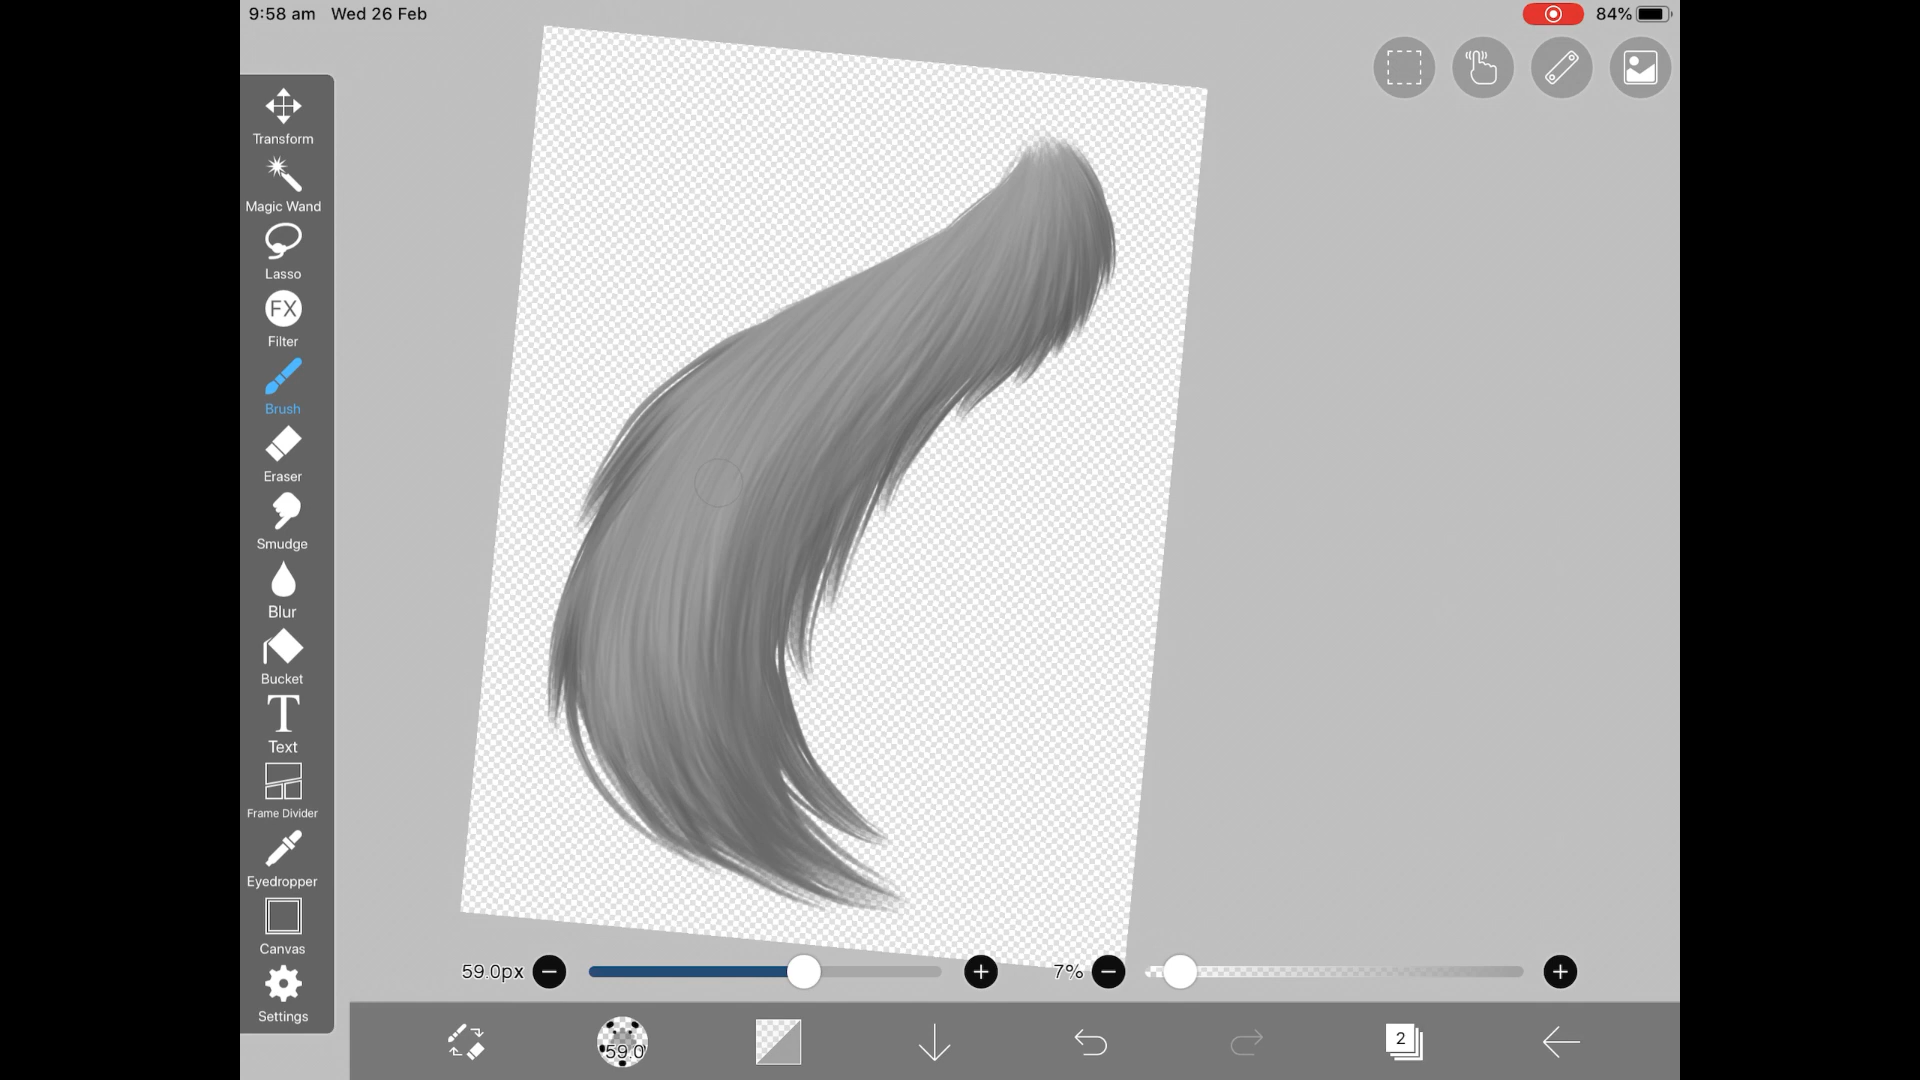 9:58 am Wed 26 Feb
84%
Transform
Magic Wand
Lasso
FX
Filter
Brush
Eraser
Smudge
Blur
Bucket
T
Text
Frame Divider
Eyedropper
Canvas
Settings
59.0px
7%
59.0
2